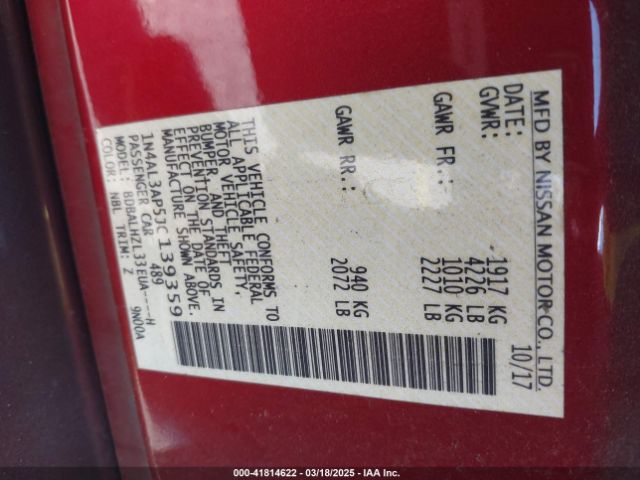 MFD BY NISSAN MOTOR CO., LTD.
DATE: 10/17
GVWR: 1917 KG
4226 LB
GAWR FR.: 1010 KG
2227 LB
GAWR RR.: 940 KG
2072 LB
THIS VEHICLE CONFORMS TO
ALL APPLICABLE FEDERAL
MOTOR VEHICLE SAFETY,
BUMPER, AND THEFT
PREVENTION STANDARDS IN
EFFECT ON THE DATE OF
MANUFACTURE SHOWN ABOVE.
1N4AL3AP5JC139359
PASSENGER CAR 489 9N00A
MODEL: BDBALHZL33EUA----H
COLOR: NBL TRIM: Z
000-41814622 - 03/18/2025 - IAA Inc.